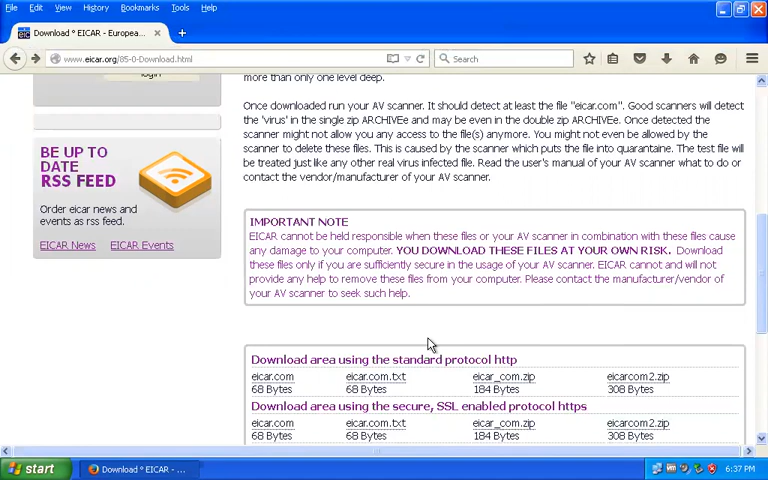 File Edit View History Bookmarks Tools Help
Download ° EICAR - Europea...
www.eicar.org/85-0-Download.html
Search
login
more than only one level deep.
Once downloaded run your AV scanner. It should detect at least the file "eicar.com". Good scanners will detect
the 'virus' in the single zip ARCHIVEe and may be even in the double zip ARCHIVEe. Once detected the
scanner might not allow you any access to the file(s) anymore. You might not even be allowed by the
scanner to delete these files. This is caused by the scanner which puts the file into quarantaine. The test file will
be treated just like any other real virus infected file. Read the user's manual of your AV scanner what to do or
contact the vendor/manufacturer of your AV scanner.
BE UP TO
DATE
RSS FEED
Order eicar news and
events as rss feed.
EICAR News EICAR Events
IMPORTANT NOTE
EICAR cannot be held responsible when these files or your AV scanner in combination with these files cause
any damage to your computer. YOU DOWNLOAD THESE FILES AT YOUR OWN RISK. Download
these files only if you are sufficiently secure in the usage of your AV scanner. EICAR cannot and will not
provide any help to remove these files from your computer. Please contact the manufacturer/vendor of
your AV scanner to seek such help.
Download area using the standard protocol http
eicar.com eicar.com.txt eicar_com.zip eicarcom2.zip
68 Bytes 68 Bytes 184 Bytes 308 Bytes
Download area using the secure, SSL enabled protocol https
eicar.com eicar.com.txt eicar_com.zip eicarcom2.zip
68 Bytes 68 Bytes 184 Bytes 308 Bytes
start
Download ° EICAR - ...
6:37 PM